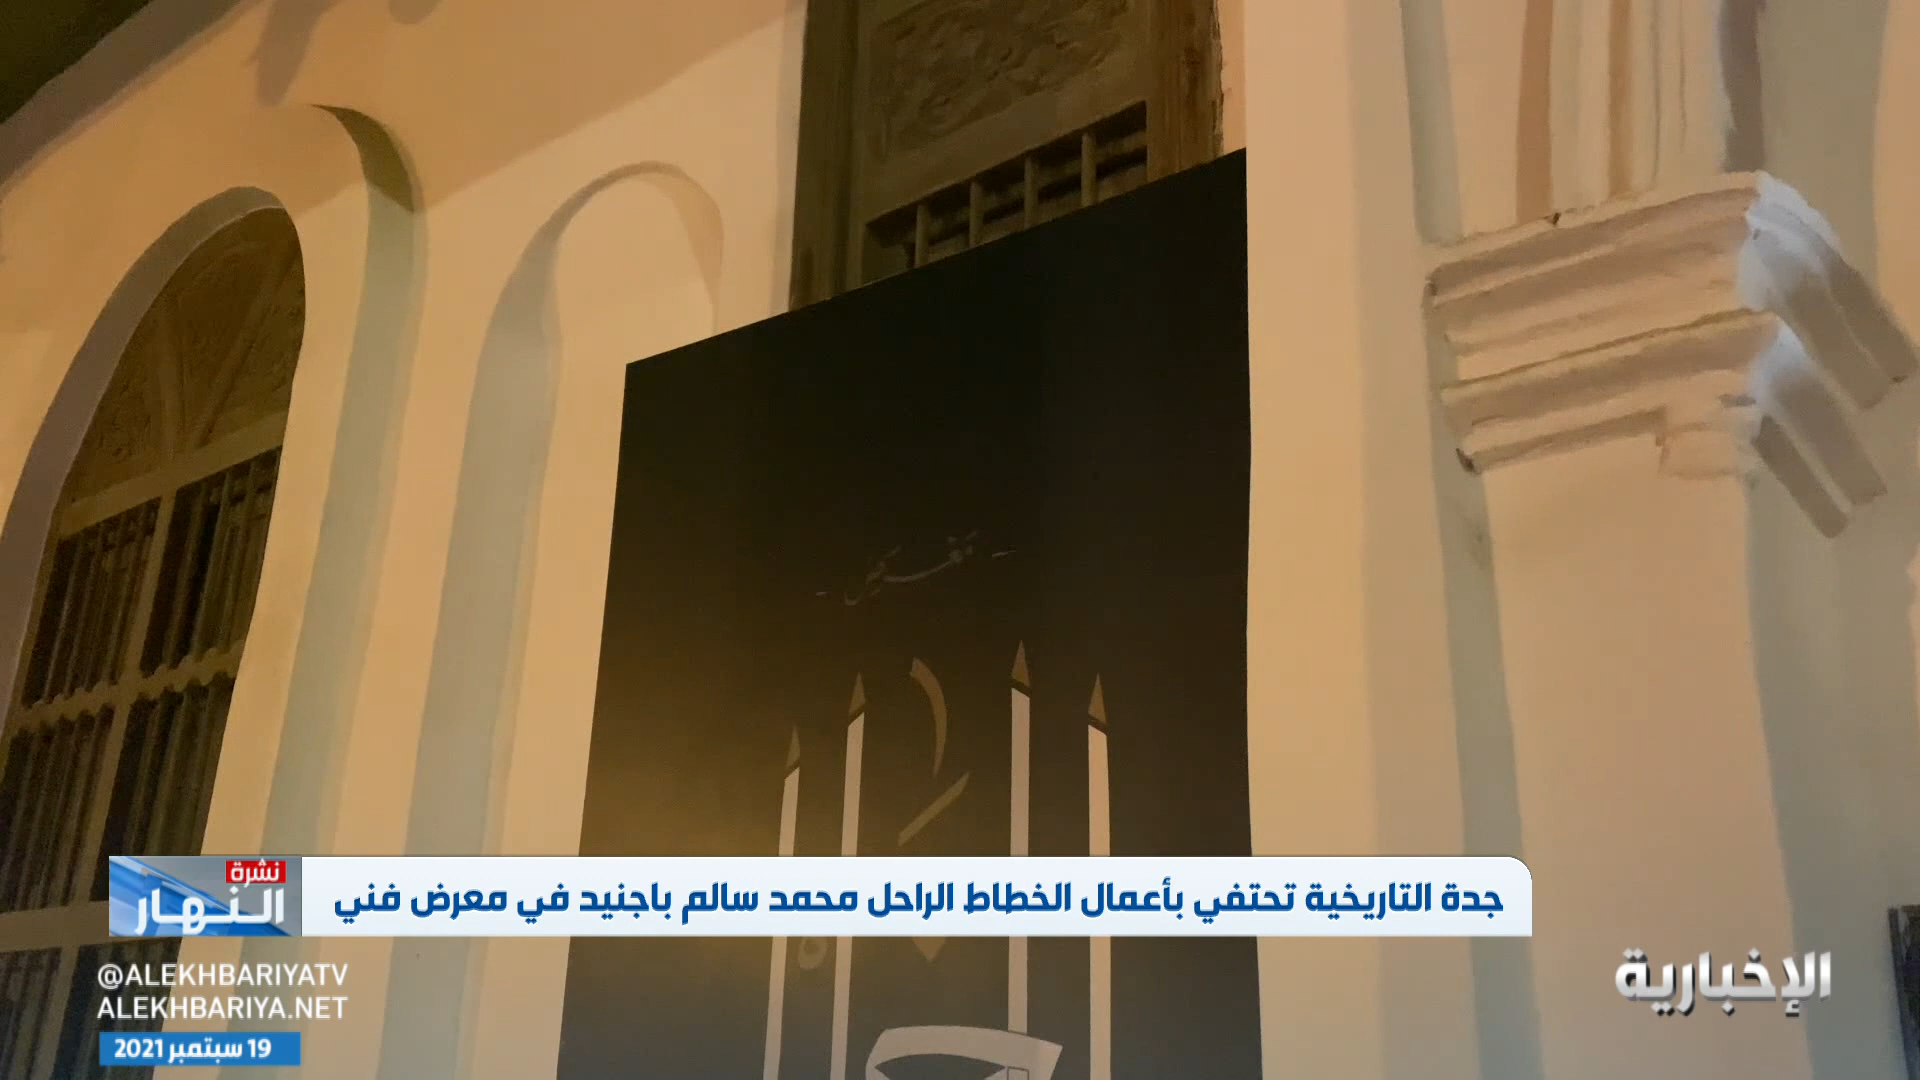 معرض
نشرة
النهار
جدة التاريخية تحتفي بأعمال الخطاط الراحل محمد سالم باجنيد في معرض فني
@ALEKHBARIYATV
ALEKHBARIYA.NET
19 سبتمبر 2021
الإخبارية